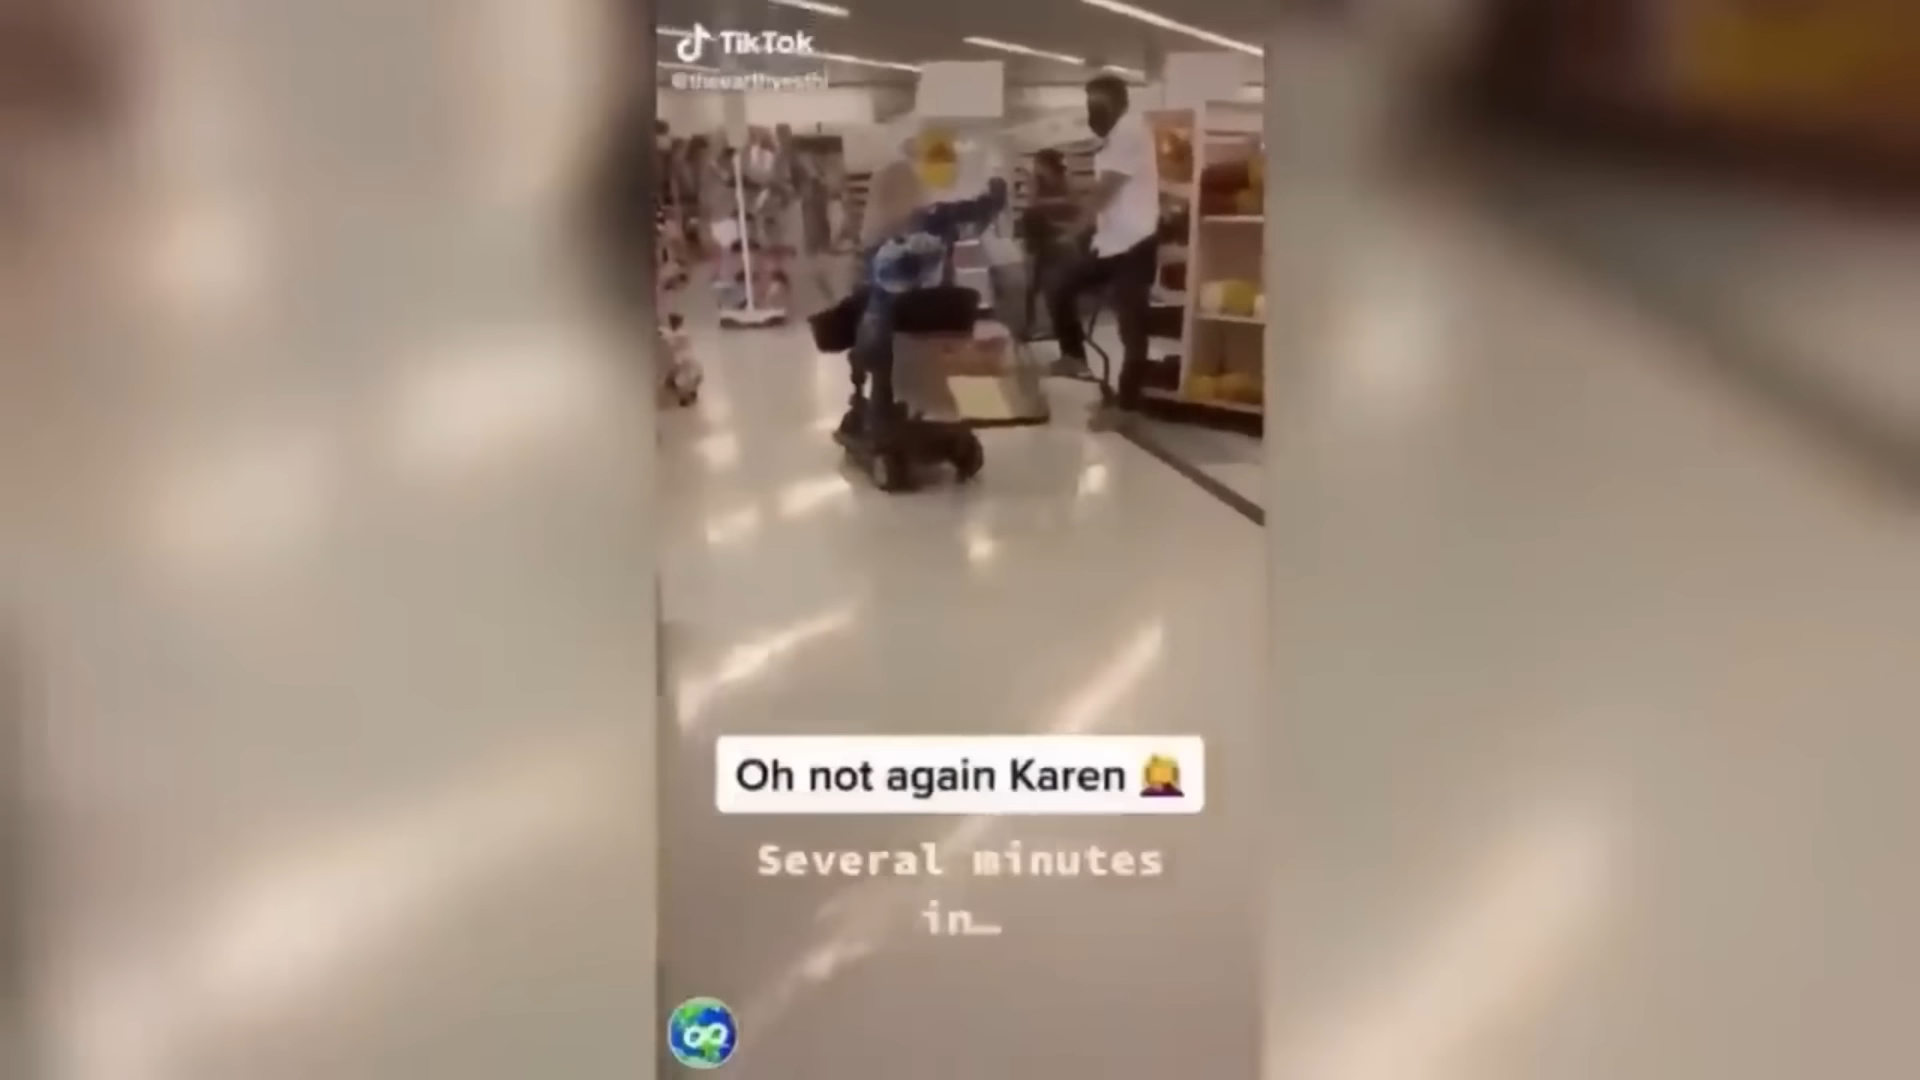 TikTok
Oh not again Karen 🤦‍♀️
Several minutes
in…